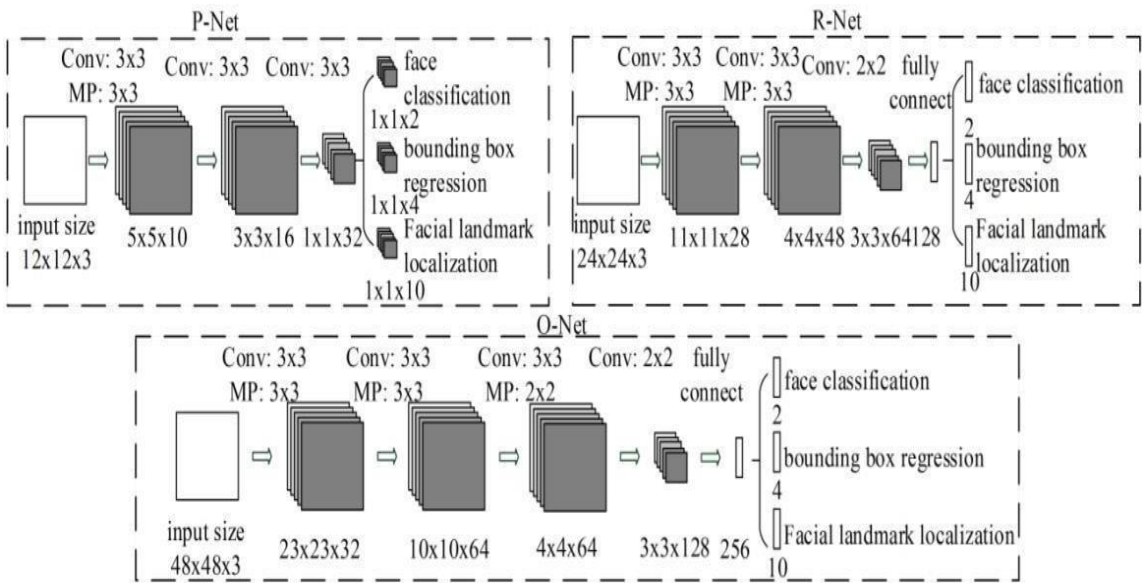 P-Net
Conv: 3x3 Conv: 3x3 Conv: 3x3
MP: 3x3
face
classification
1x1x2
bounding box
regression
1x1x4
Facial landmark
localization
1x1x10
input size
12x12x3
5x5x10 3x3x16 1x1x32
R-Net
Conv: 3x3 Conv: 3x3 Conv: 2x2 fully
MP: 3x3 MP: 3x3 connect
face classification
2
bounding box
regression
4
Facial landmark
localization
10
input size
24x24x3
11x11x28 4x4x48 3x3x64 128
O-Net
Conv: 3x3 Conv: 3x3 Conv: 3x3 Conv: 2x2 fully
MP: 3x3 MP: 3x3 MP: 2x2 connect
face classification
2
bounding box regression
4
Facial landmark localization
10
input size
48x48x3
23x23x32 10x10x64 4x4x64 3x3x128 256